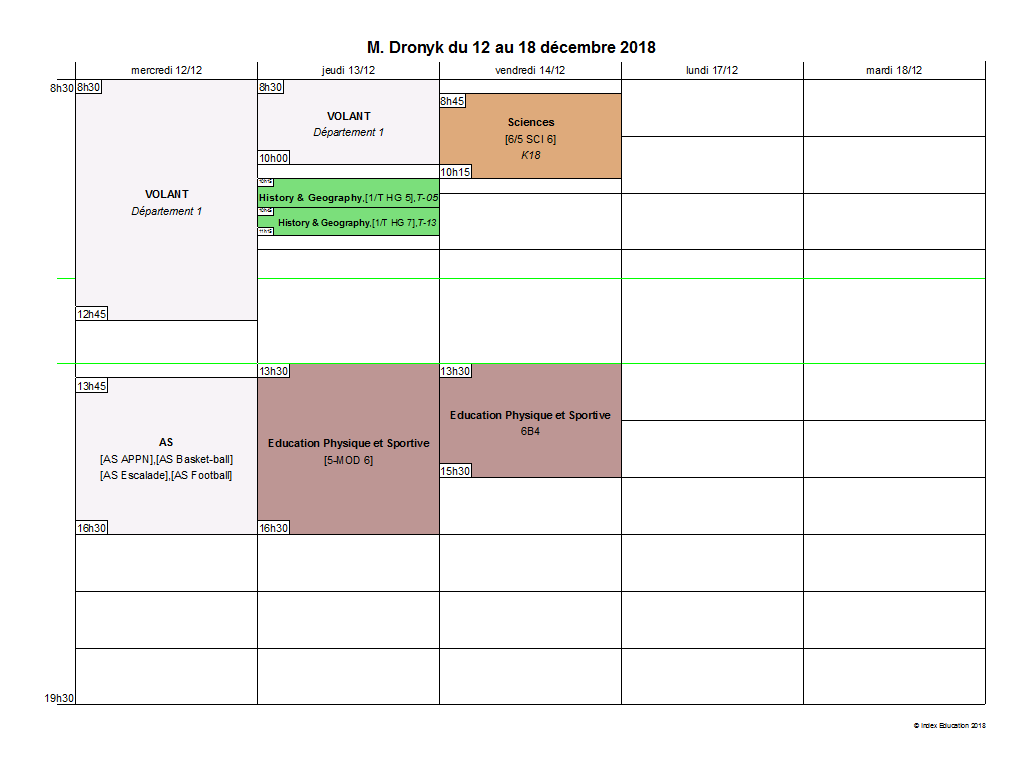 M. Dronyk du 12 au 18 décembre 2018
mercredi 12/12
jeudi 13/12
vendredi 14/12
lundi 17/12
mardi 18/12
8h30
8h30
VOLANT
Département 1
12h45
13h45
AS
[AS APPN],[AS Basket-ball]
[AS Escalade],[AS Football]
16h30
8h30
VOLANT
Département 1
10h00
History & Geography,[1/T HG 5],T-05
History & Geography,[1/T HG 7],T-13
13h30
Education Physique et Sportive
[5-MOD 6]
16h30
8h45
Sciences
[6/5 SCI 6]
K18
10h15
13h30
Education Physique et Sportive
6B4
15h30
19h30
© Index Education 2018